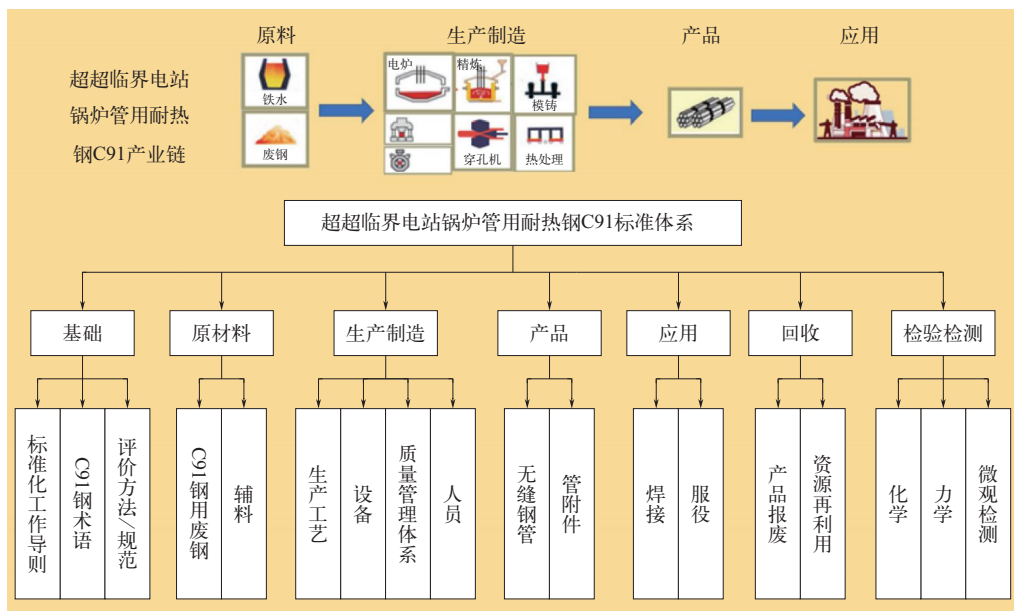 原料
生产制造
产品
应用
超超临界电站
锅炉管用耐热
钢C91产业链
铁水
废钢
电炉
精炼
模铸
穿孔机
热处理
超超临界电站锅炉管用耐热钢C91标准体系
基础
原材料
生产制造
产品
应用
回收
检验检测
标准化工作导则
C91钢术语
评价方法/规范
C91钢用废钢
辅料
生产工艺
设备
质量管理体系
人员
无缝钢管
管附件
焊接
服役
产品报废
资源再利用
化学
力学
微观检测